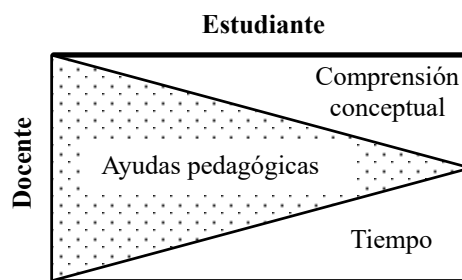 Estudiante
Comprensión
conceptual
Docente
Ayudas pedagógicas
Tiempo